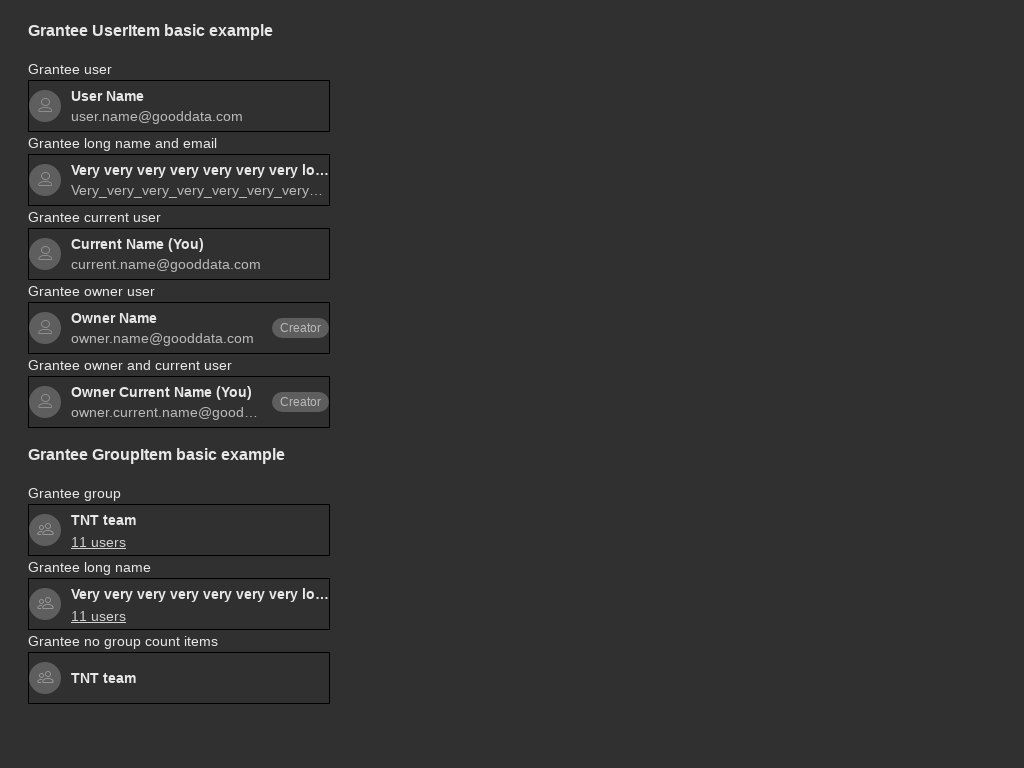 Grantee UserItem basic example
Grantee user
User Name
user.name@gooddata.com
Grantee long name and email
Very very very very very very very lo…
Very_very_very_very_very_very_very…
Grantee current user
Current Name (You)
current.name@gooddata.com
Grantee owner user
Owner Name
Creator
owner.name@gooddata.com
Grantee owner and current user
Owner Current Name (You)
Creator
owner.current.name@good…
Grantee GroupItem basic example
Grantee group
TNT team
11 users
Grantee long name
Very very very very very very very lo…
11 users
Grantee no group count items
TNT team